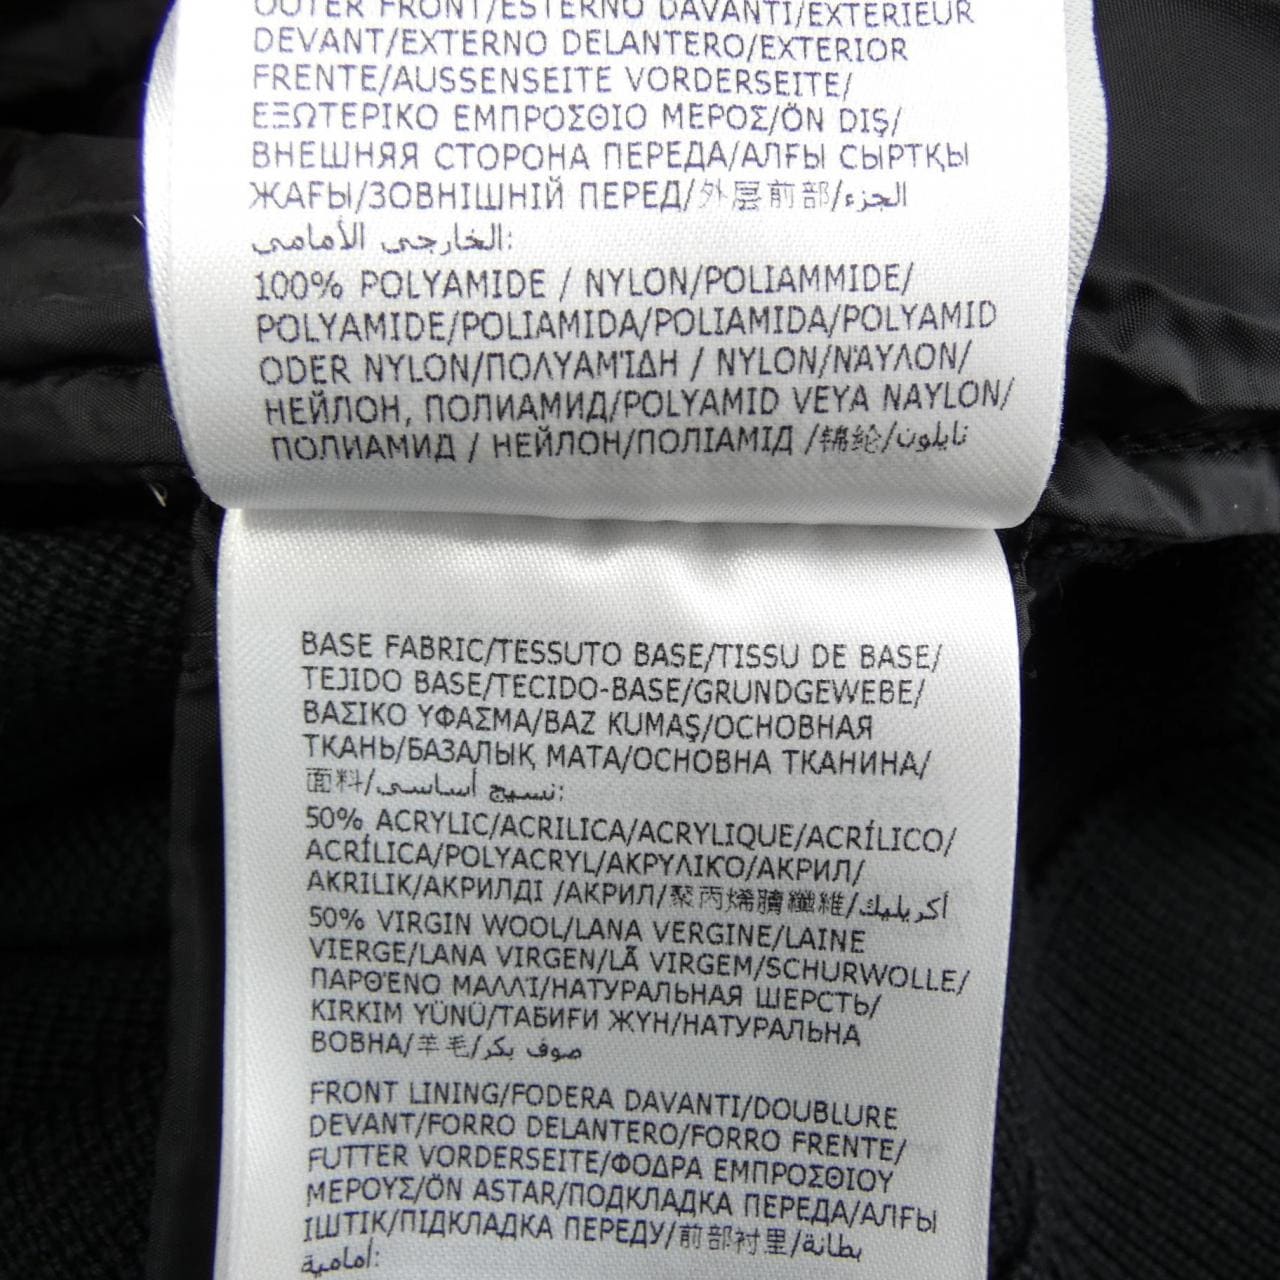 OUTER FRONT/ESTERNO DAVANTI/EXTERIEUR
DEVANT/EXTERNO DELANTERO/EXTERIOR
FRENTE/AUSSENSEITE VORDERSEITE/
ΕΞΩΤΕΡΙΚΟ ΕΜΠΡΟΣΘΙΟ ΜΕΡΟΣ/ÖN DIŞ/
ВНЕШНЯЯ СТОРОНА ПЕРЕДА/АЛҒЫ СЫРТҚЫ
ЖАҒЫ/ЗОВНІШНІЙ ПЕРЕД/外层前部/الجزء
الخارجي الأمامي:
100% POLYAMIDE / NYLON/POLIAMMIDE/
POLYAMIDE/POLIAMIDA/POLIAMIDA/POLYAMID
ODER NYLON/ΠΟΛΥΑΜΊΔΗ / NYLON/ΝΆΥΛΟΝ/
НЕЙЛОН, ПОЛИАМИД/POLYAMID VEYA NAYLON/
ПОЛИАМИД / НЕЙЛОН/ПОЛІАМІД /锦纶/نايلون
BASE FABRIC/TESSUTO BASE/TISSU DE BASE/
TEJIDO BASE/TECIDO-BASE/GRUNDGEWEBE/
ΒΑΣΙΚΟ ΥΦΑΣΜΑ/BAZ KUMAŞ/ОСНОВНАЯ
ТКАНЬ/БАЗАЛЫҚ МАТА/ОСНОВНА ТКАНИНА/
面料/نسيج أساسي:
50% ACRYLIC/ACRILICA/ACRYLIQUE/ACRÍLICO/
ACRÍLICA/POLYACRYL/ΑΚΡΥΛΙΚΟ/АКРИЛ/
AKRILIK/АКРИЛДІ /АКРИЛ/聚丙烯腈纖維/أكريليك
50% VIRGIN WOOL/LANA VERGINE/LAINE
VIERGE/LANA VIRGEN/LÃ VIRGEM/SCHURWOLLE/
ΠΑΡΘΈΝΟ ΜΑΛΛΊ/НАТУРАЛЬНАЯ ШЕРСТЬ/
KIRKIM YÜNÜ/ТАБИҒИ ЖҮН/НАТУРАЛЬНА
ВОВНА/羊毛/صوف بكر
FRONT LINING/FODERA DAVANTI/DOUBLURE
DEVANT/FORRO DELANTERO/FORRO FRENTE/
FUTTER VORDERSEITE/ΦΟΔΡΑ ΕΜΠΡΟΣΘΙΟΥ
ΜΕΡΟΥΣ/ÖN ASTAR/ПОДКЛАДКА ПЕРЕДА/АЛҒЫ
ІШТІК/ПІДКЛАДКА ПЕРЕДУ/前部衬里/بطانة
أمامية: